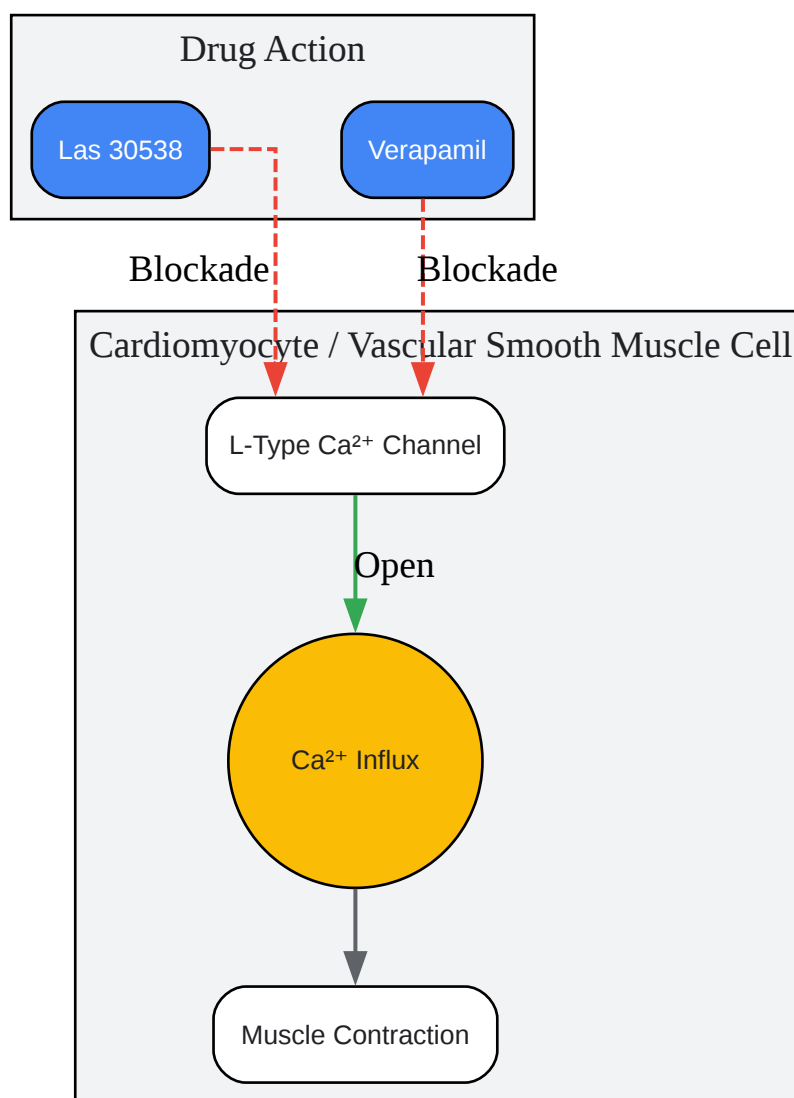 Drug Action
Las 30538
Verapamil
Blockade
Blockade
Cardiomyocyte / Vascular Smooth Muscle Cell
L-Type Ca²⁺ Channel
Open
Ca²⁺ Influx
Muscle Contraction